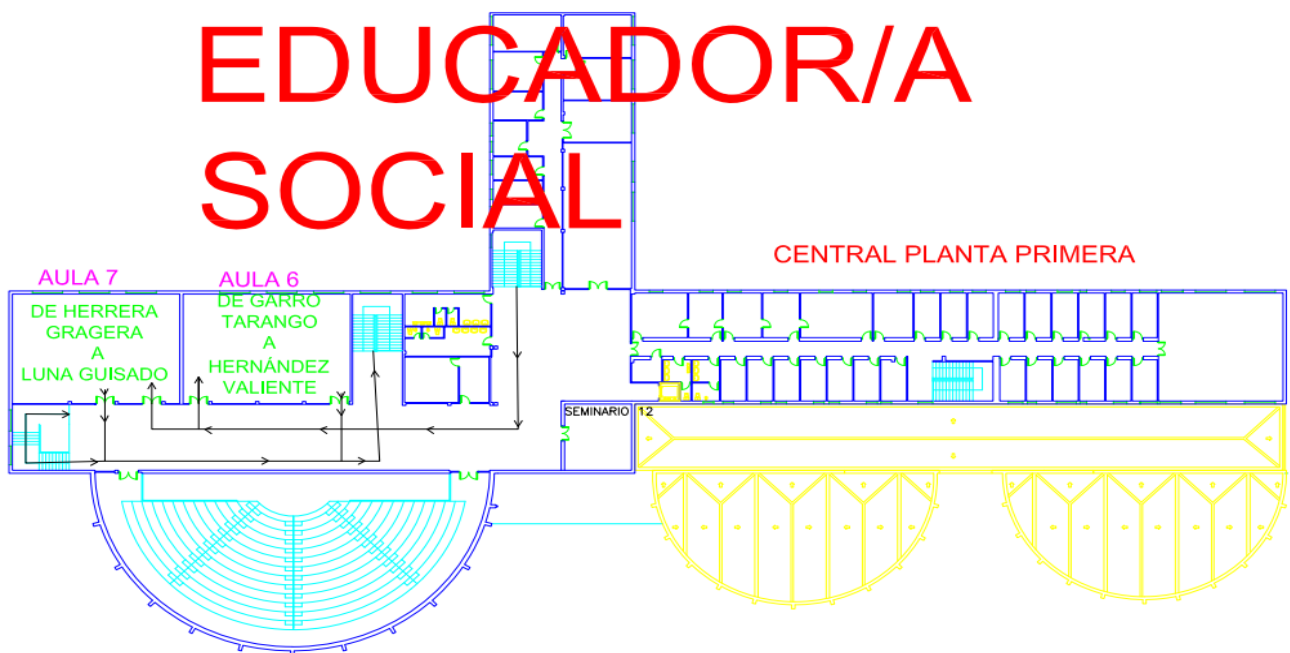 EDUCADOR/A
SOCIAL
CENTRAL PLANTA PRIMERA
AULA 7
DE HERRERA
GRAGERA
A
LUNA GUISADO
AULA 6
DE GARRO
TARANGO
A
HERNÁNDEZ
VALIENTE
SEMINARIO 12